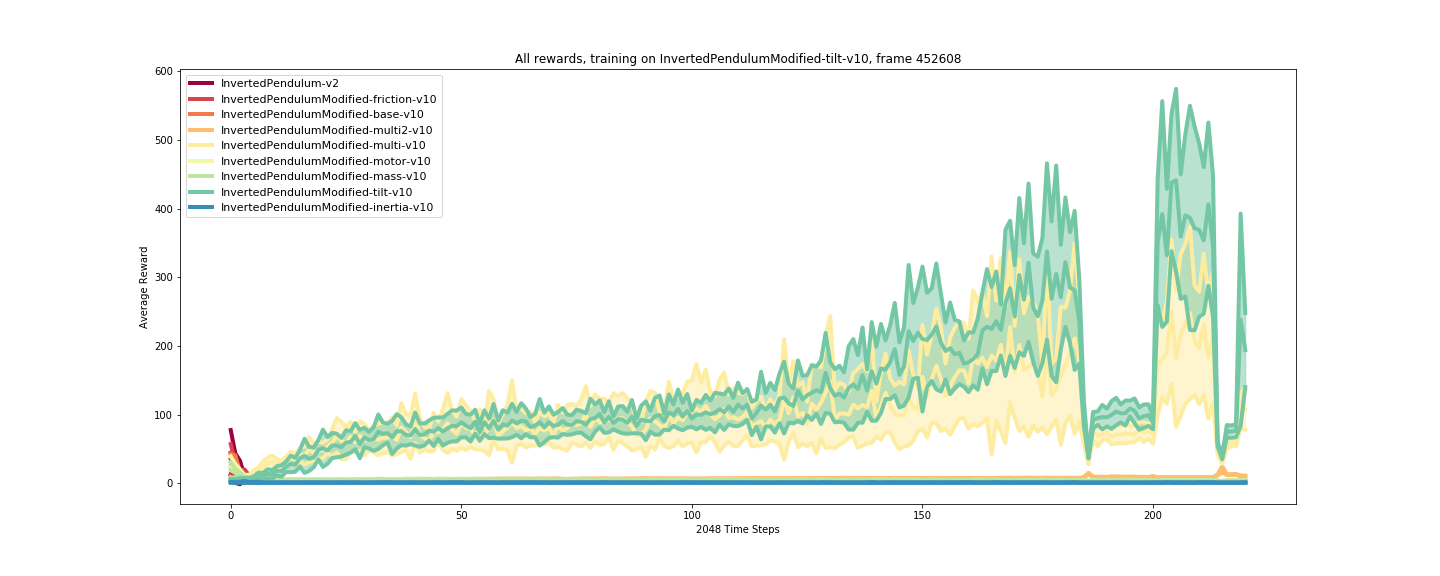 All rewards, training on InvertedPendulumModified-tilt-v10, frame 452608
600
500
400
300
200
100
0
Average Reward
InvertedPendulum-v2
InvertedPendulumModified-friction-v10
InvertedPendulumModified-base-v10
InvertedPendulumModified-multi2-v10
InvertedPendulumModified-multi-v10
InvertedPendulumModified-motor-v10
InvertedPendulumModified-mass-v10
InvertedPendulumModified-tilt-v10
InvertedPendulumModified-inertia-v10
0 50 100 150 200
2048 Time Steps